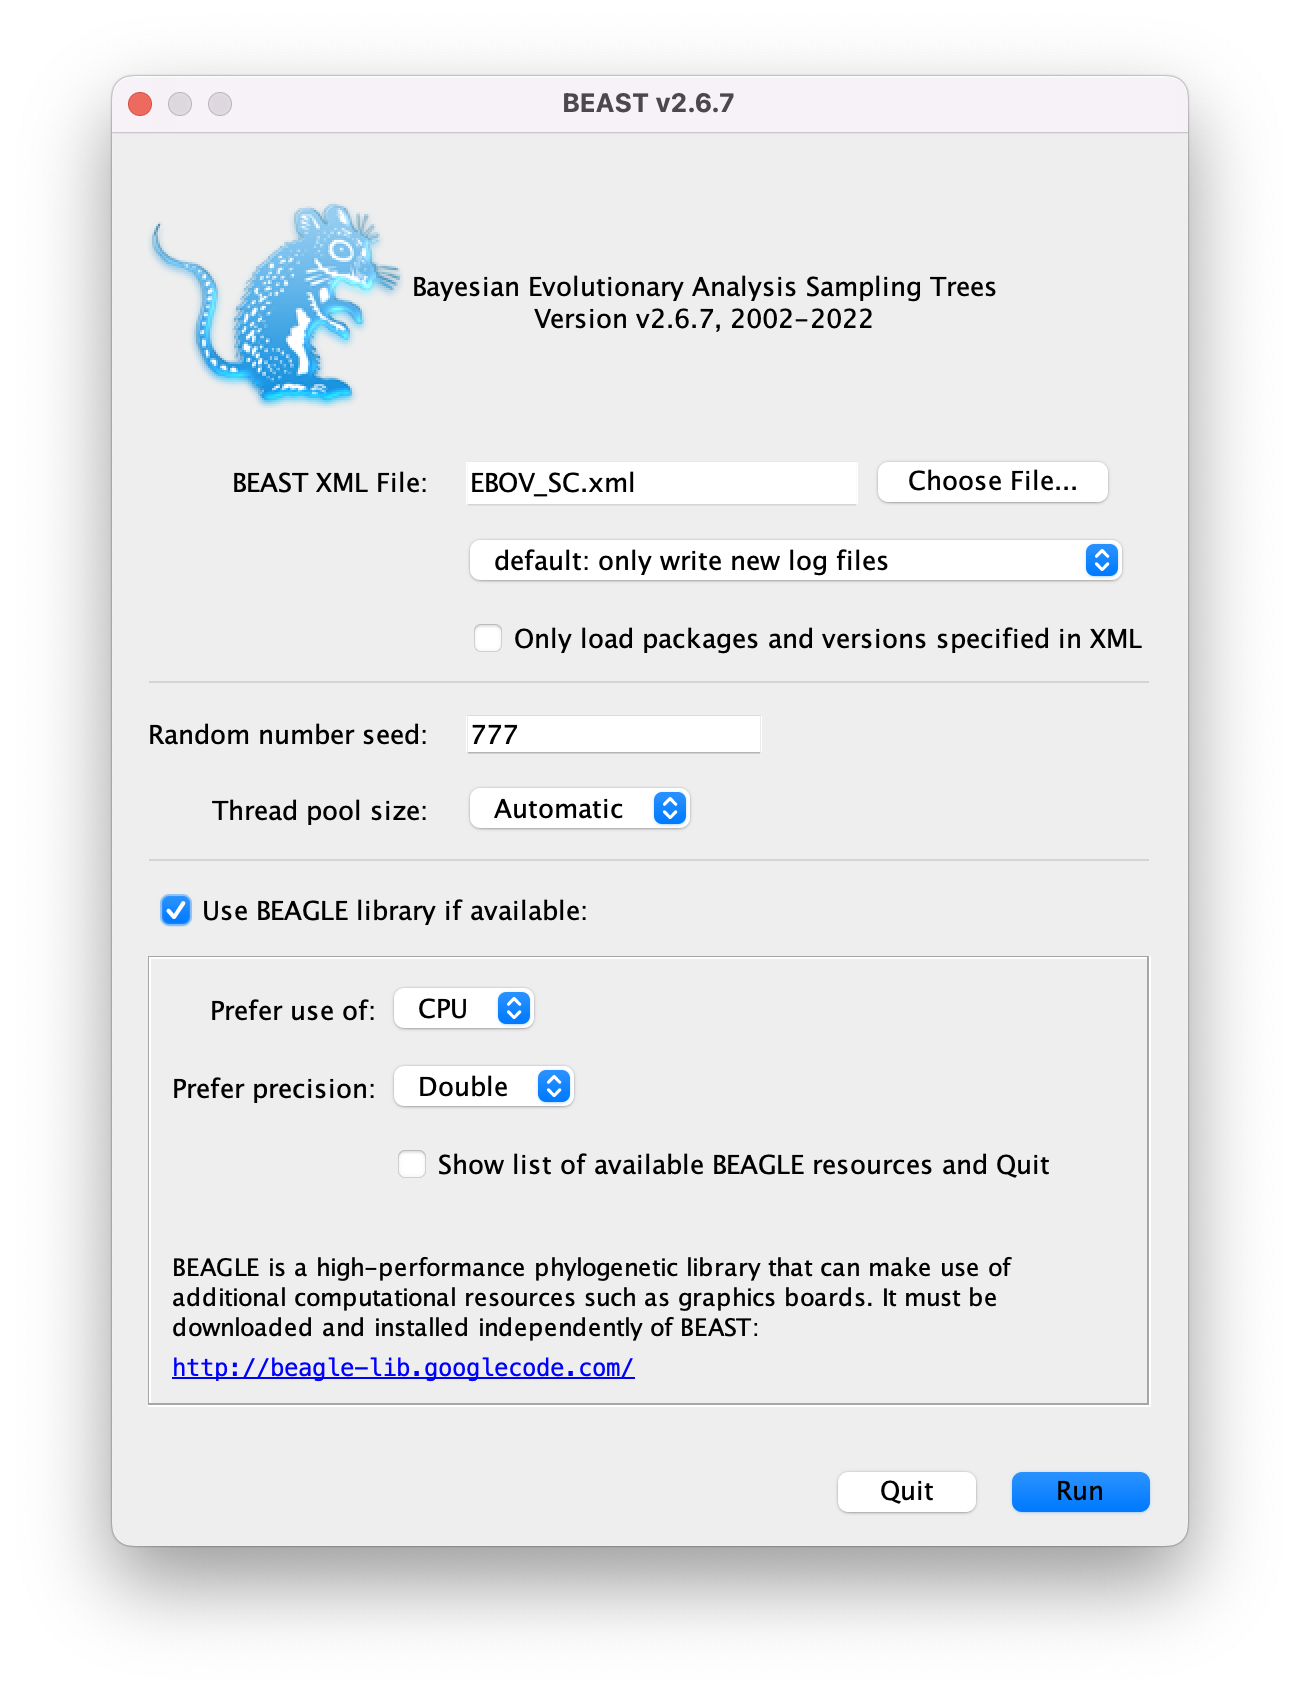 BEAST v2.6.7
Bayesian Evolutionary Analysis Sampling Trees
Version v2.6.7, 2002-2022
BEAST XML File: EBOV_SC.xml Choose File...
default: only write new log files
Only load packages and versions specified in XML
Random number seed: 777
Thread pool size: Automatic
Use BEAGLE library if available:
Prefer use of: CPU
Prefer precision: Double
Show list of available BEAGLE resources and Quit
BEAGLE is a high-performance phylogenetic library that can make use of
additional computational resources such as graphics boards. It must be
downloaded and installed independently of BEAST:
http://beagle-lib.googlecode.com/
Quit Run